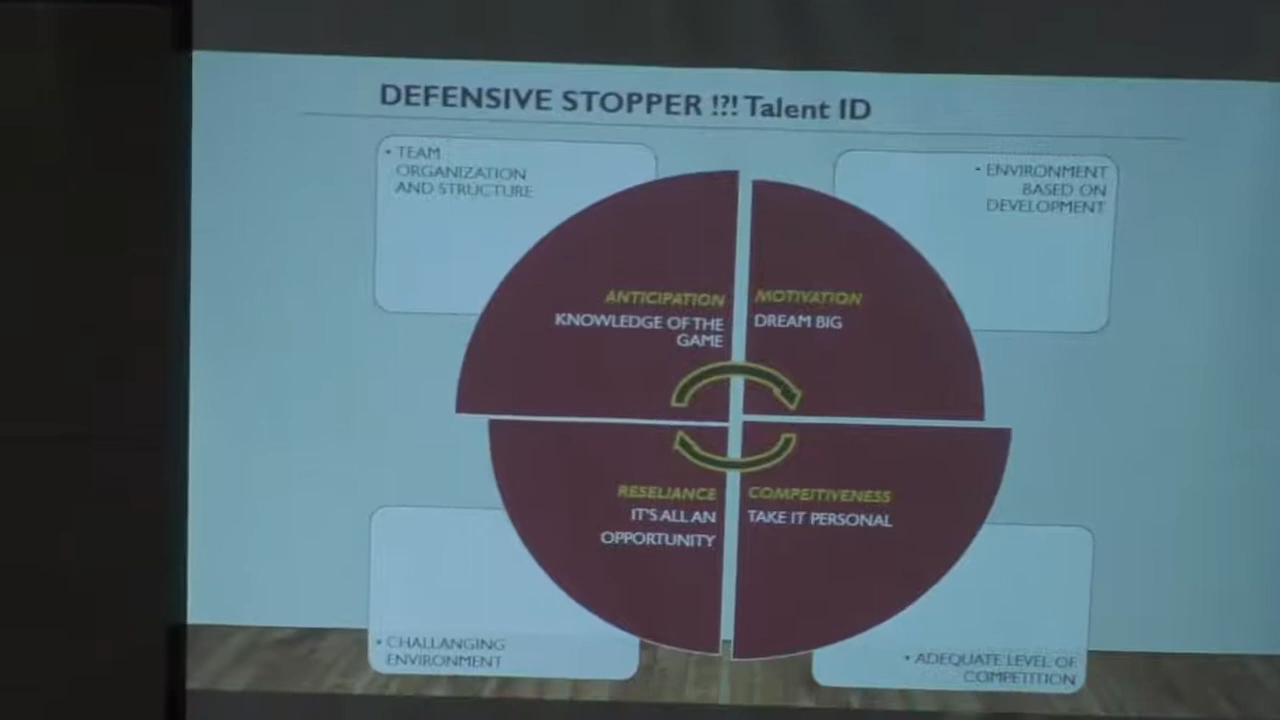 DEFENSIVE STOPPER !?! Talent ID
• TEAM
ORGANIZATION
AND STRUCTURE
• ENVIRONMENT
BASED ON
DEVELOPMENT
ANTICIPATION
KNOWLEDGE OF THE
GAME
MOTIVATION
DREAM BIG
RESELIANCE
IT'S ALL AN
OPPORTUNITY
COMPEITIVENESS
TAKE IT PERSONAL
• CHALLANGING
ENVIRONMENT
• ADEQUATE LEVEL OF
COMPETITION